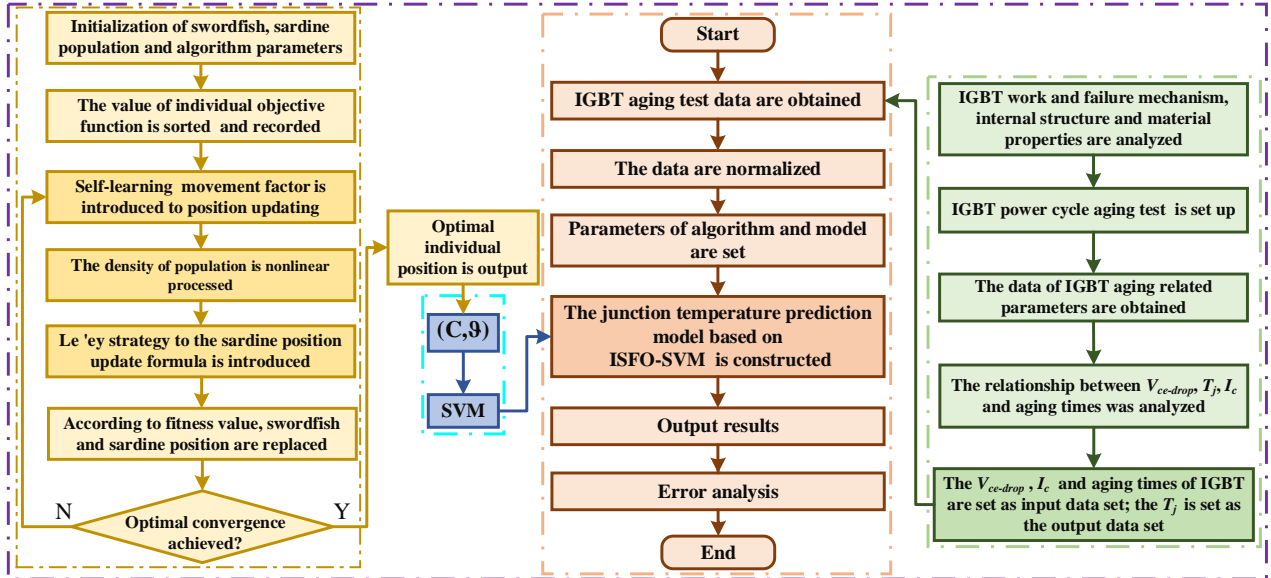 Initialization of swordfish, sardine
population and algorithm parameters
The value of individual objective
function is sorted and recorded
Self-learning movement factor is
introduced to position updating
The density of population is nonlinear
processed
Le 'ey strategy to the sardine position
update formula is introduced
According to fitness value, swordfish
and sardine position are replaced
N
Optimal convergence
achieved?
Y
Optimal
individual
position is output
(C,ϑ)
SVM
Start
IGBT aging test data are obtained
The data are normalized
Parameters of algorithm and model
are set
The junction temperature prediction
model based on
ISFO-SVM is constructed
Output results
Error analysis
End
IGBT work and failure mechanism,
internal structure and material
properties are analyzed
IGBT power cycle aging test is set up
The data of IGBT aging related
parameters are obtained
The relationship between Vce-drop, Tj, Ic
and aging times was analyzed
The Vce-drop , Ic and aging times of IGBT
are set as input data set; the Tj is set as
the output data set